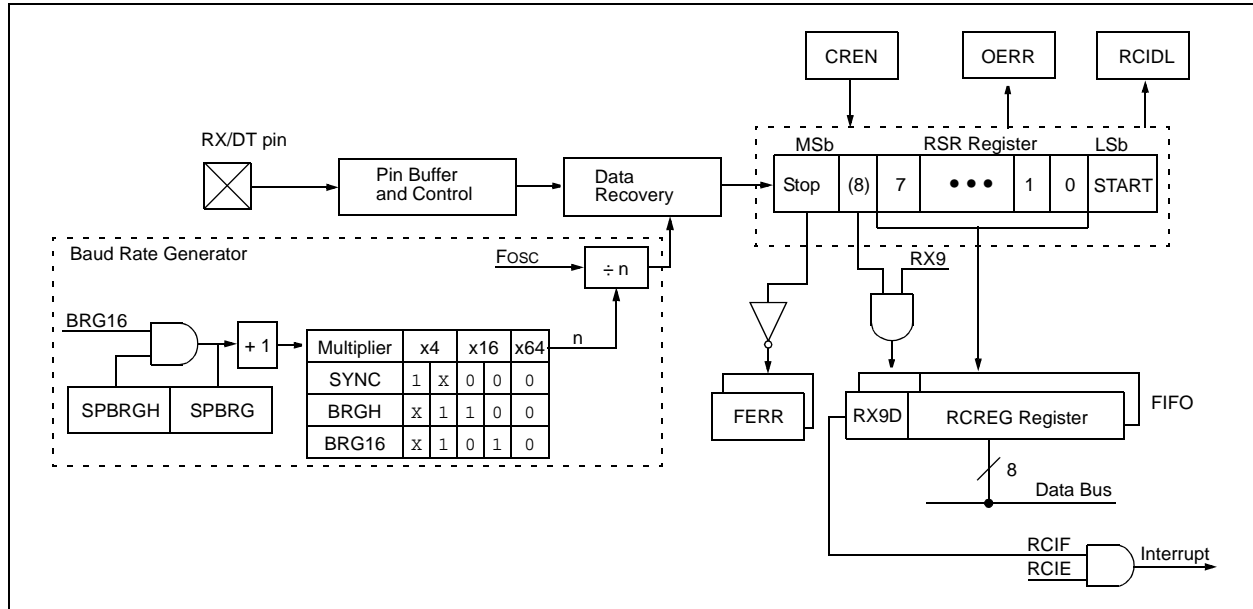 CREN
OERR
RCIDL
RX/DT pin
MSb RSR Register LSb
Pin Buffer
and Control
Data
Recovery
Stop (8) 7 • • • 1 0 START
Baud Rate Generator
FOSC
÷ n
RX9
BRG16
+ 1
n
Multiplier x4 x16 x64
SYNC 1 X 0 0 0
BRGH X 1 1 0 0
BRG16 X 1 0 1 0
SPBRGH SPBRG
FERR
RX9D RCREG Register
FIFO
8
Data Bus
RCIF
RCIE
Interrupt